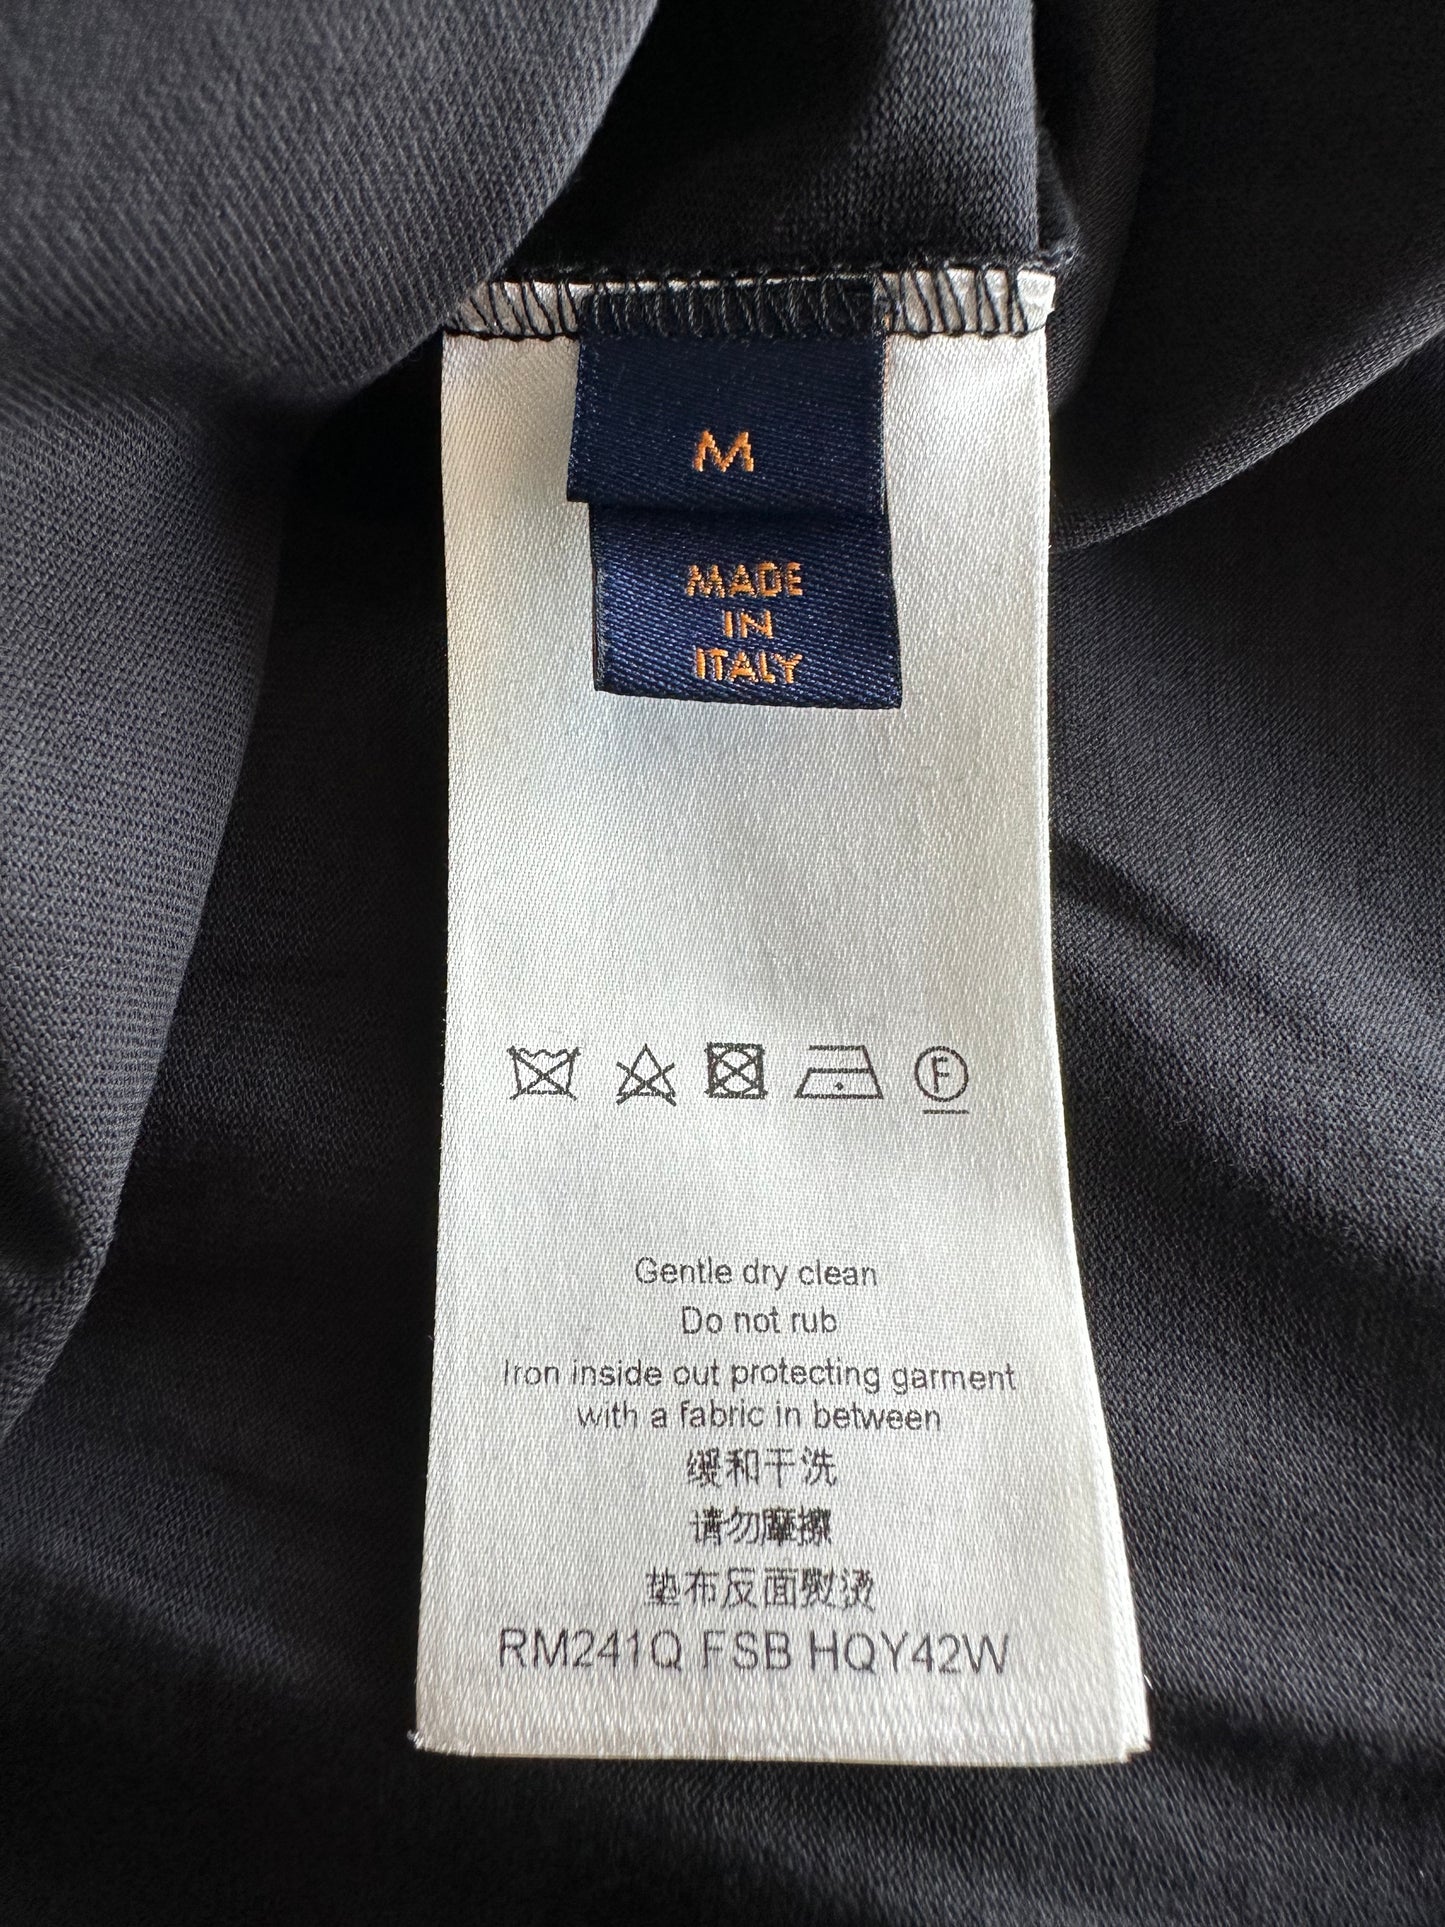 M
MADE
IN
ITALY
F
Gentle dry clean
Do not rub
Iron inside out protecting garment
with a fabric in between
缓和干洗
请勿摩擦
垫布反面熨烫
RM241Q FSB HQY42W